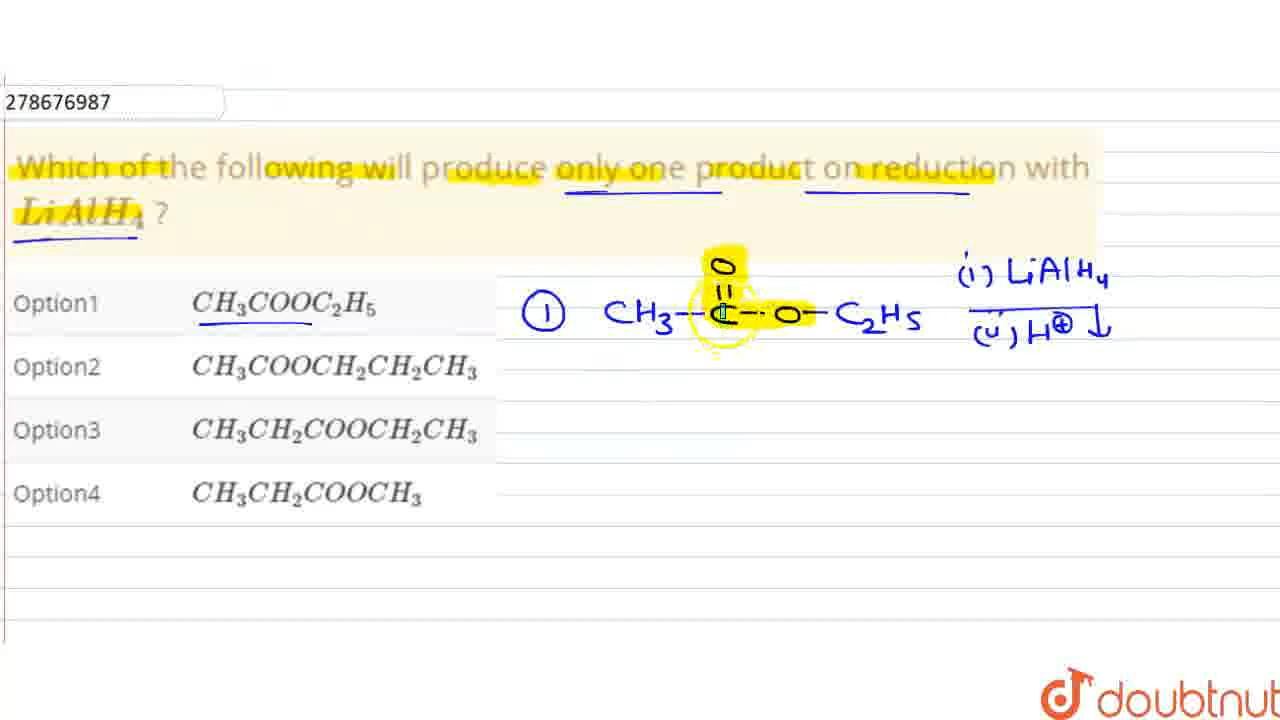 278676987
Which of the following will produce only one product on reduction with
LiAlH₄ ?
Option1 CH₃COOC₂H₅
Option2 CH₃COOCH₂CH₂CH₃
Option3 CH₃CH₂COOCH₂CH₃
Option4 CH₃CH₂COOCH₃
O
||
① CH₃-C-O-C₂H₅
(i) LiAlH₄
(ii) H⊕ ↓
doubtnut